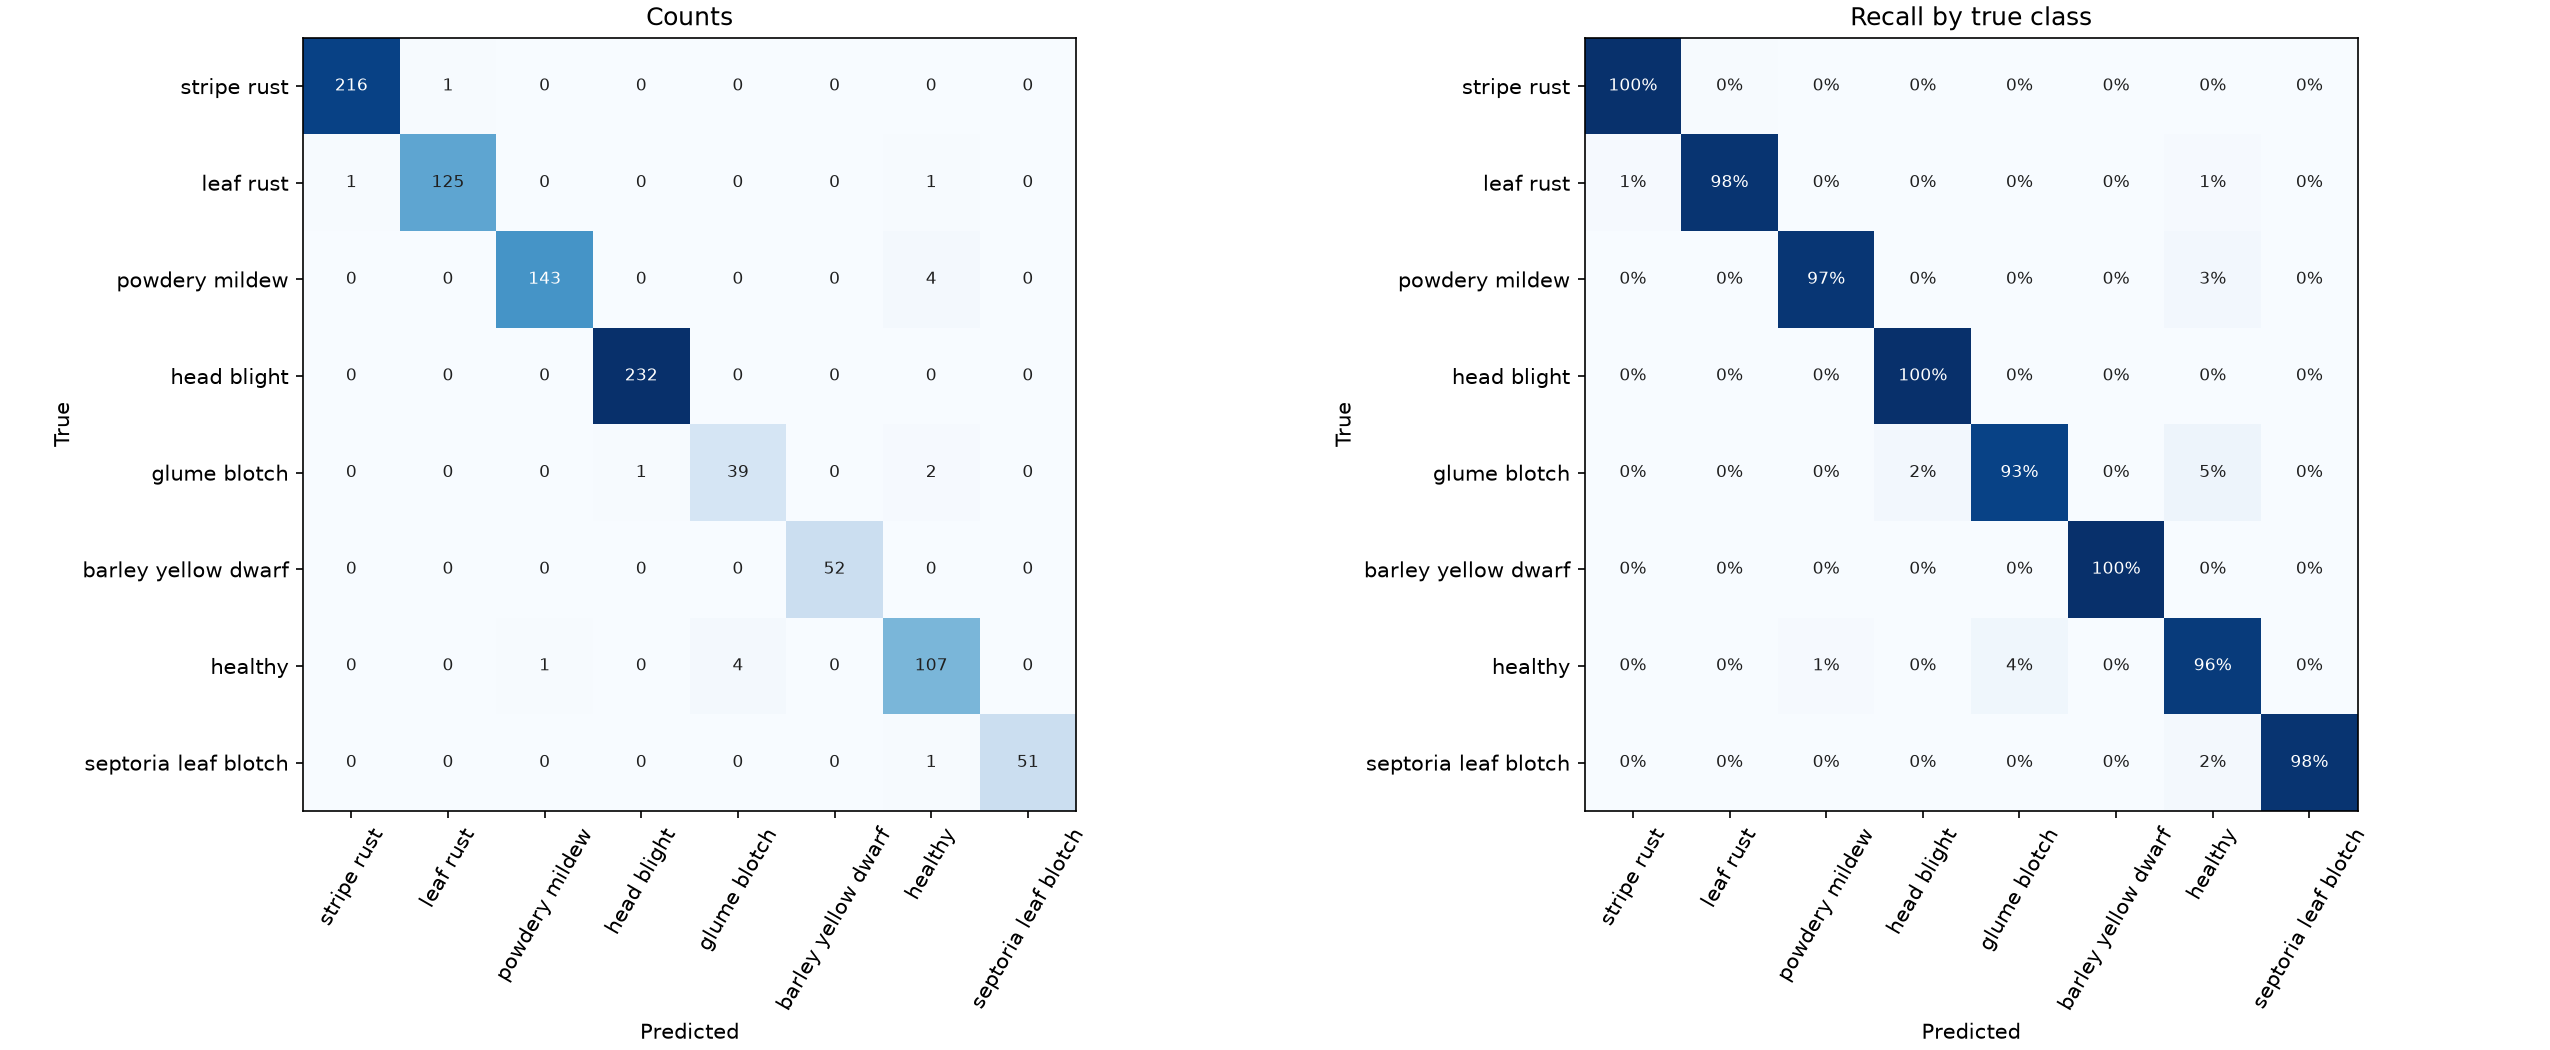 Counts
True
stripe rust 216 1 0 0 0 0 0 0
leaf rust 1 125 0 0 0 0 1 0
powdery mildew 0 0 143 0 0 0 4 0
head blight 0 0 0 232 0 0 0 0
glume blotch 0 0 0 1 39 0 2 0
barley yellow dwarf 0 0 0 0 0 52 0 0
healthy 0 0 1 0 4 0 107 0
septoria leaf blotch 0 0 0 0 0 0 1 51
stripe rust
leaf rust
powdery mildew
head blight
glume blotch
barley yellow dwarf
healthy
septoria leaf blotch
Predicted
Recall by true class
True
stripe rust 100% 0% 0% 0% 0% 0% 0% 0%
leaf rust 1% 98% 0% 0% 0% 0% 1% 0%
powdery mildew 0% 0% 97% 0% 0% 0% 3% 0%
head blight 0% 0% 0% 100% 0% 0% 0% 0%
glume blotch 0% 0% 0% 2% 93% 0% 5% 0%
barley yellow dwarf 0% 0% 0% 0% 0% 100% 0% 0%
healthy 0% 0% 1% 0% 4% 0% 96% 0%
septoria leaf blotch 0% 0% 0% 0% 0% 0% 2% 98%
stripe rust
leaf rust
powdery mildew
head blight
glume blotch
barley yellow dwarf
healthy
septoria leaf blotch
Predicted